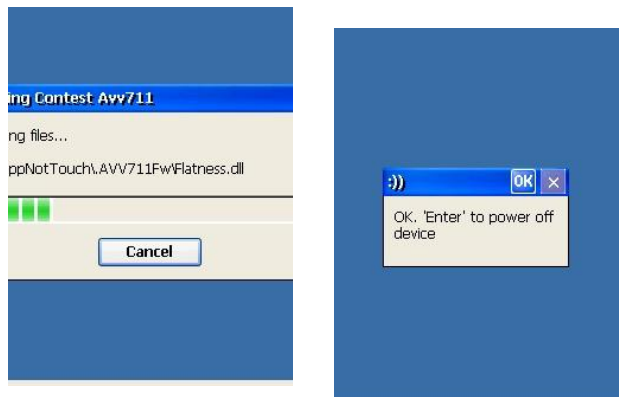 ing Contest Avv711
ng files...
ppNotTouch\.AVV711Fw\Flatness.dll
Cancel
:))
OK
OK. 'Enter' to power off
device